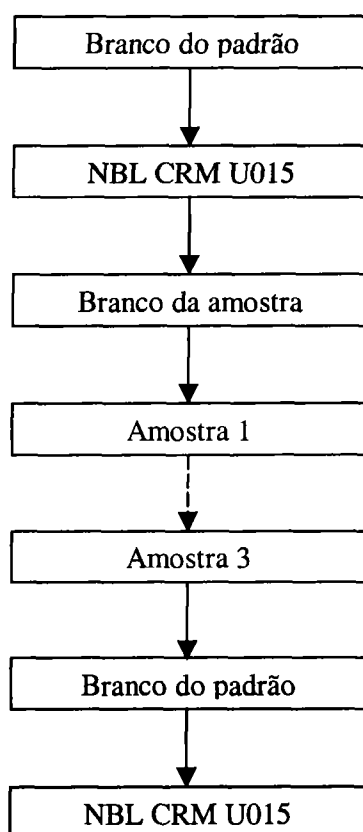 Branco do padrão
NBL CRM U015
Branco da amostra
Amostra 1
Amostra 3
Branco do padrão
NBL CRM U015